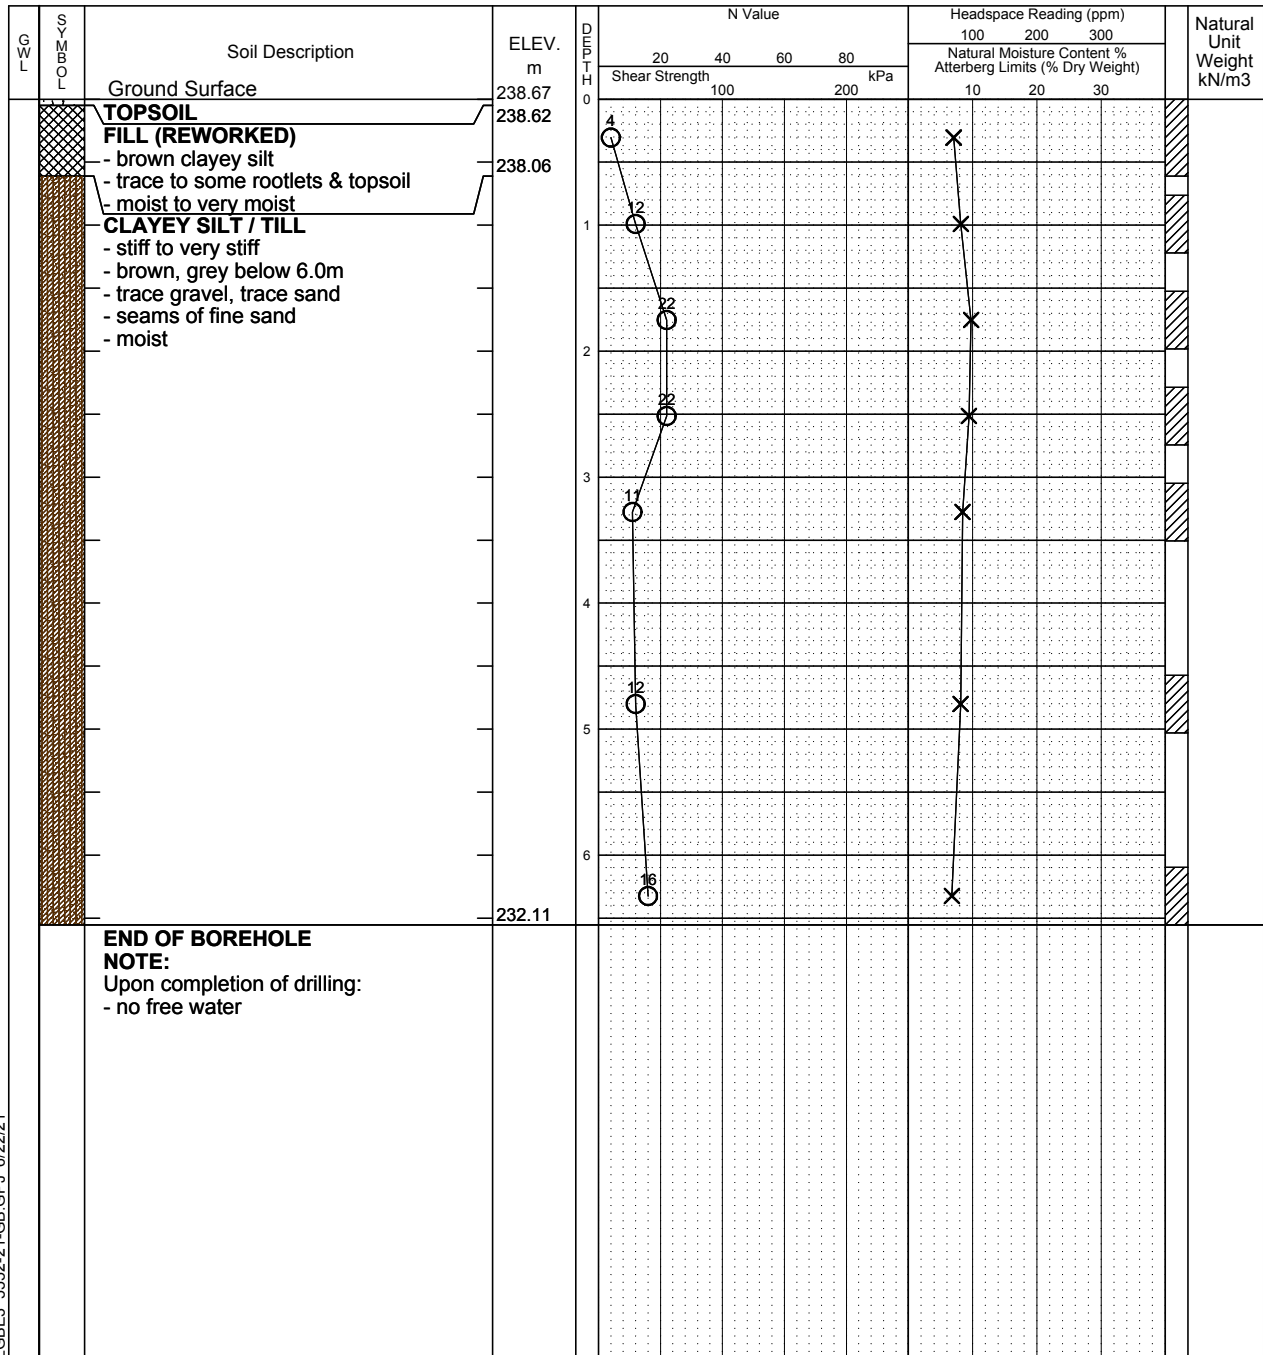 GWL
SYMBOL
Soil Description
Ground Surface
ELEV.
m
238.67
DEPTH
N Value
20 40 60 80
Shear Strength kPa
100 200
Headspace Reading (ppm)
100 200 300
Natural Moisture Content %
Atterberg Limits (% Dry Weight)
10 20 30
Natural
Unit
Weight
kN/m3
0
TOPSOIL
238.62
FILL (REWORKED)
- brown clayey silt
238.06
- trace to some rootlets & topsoil
- moist to very moist
CLAYEY SILT / TILL
- stiff to very stiff
- brown, grey below 6.0m
- trace gravel, trace sand
- seams of fine sand
- moist
4
12
1
22
2
22
3
11
4
12
5
6
16
232.11
END OF BOREHOLE
NOTE:
Upon completion of drilling:
- no free water